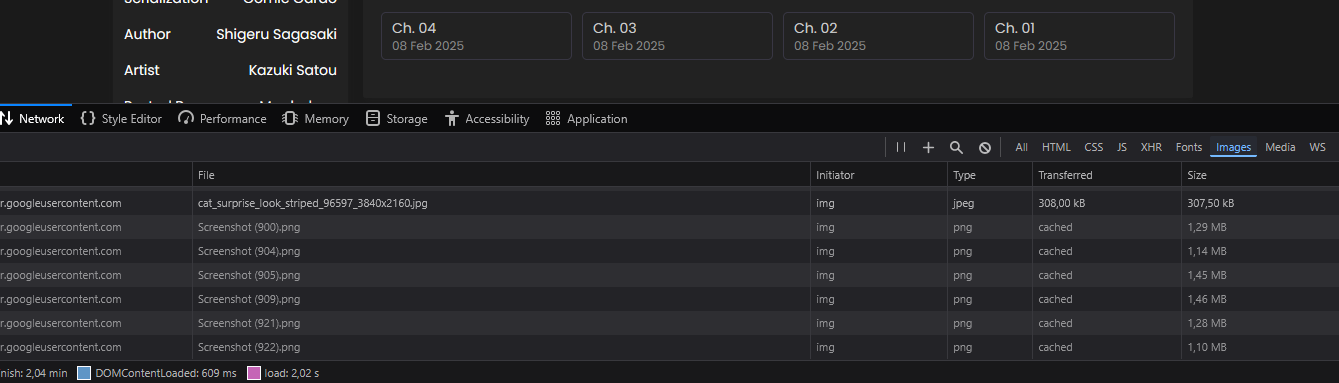 Serialization Comic Gardo
Author Shigeru Sagasaki
Artist Kazuki Satou
Ch. 04
08 Feb 2025
Ch. 03
08 Feb 2025
Ch. 02
08 Feb 2025
Ch. 01
08 Feb 2025
Network Style Editor Performance Memory Storage Accessibility Application
All HTML CSS JS XHR Fonts Images Media WS
File Initiator Type Transferred Size
r.googleusercontent.com cat_surprise_look_striped_96597_3840x2160.jpg img jpeg 308,00 kB 307,50 kB
r.googleusercontent.com Screenshot (900).png img png cached 1,29 MB
r.googleusercontent.com Screenshot (904).png img png cached 1,14 MB
r.googleusercontent.com Screenshot (905).png img png cached 1,45 MB
r.googleusercontent.com Screenshot (909).png img png cached 1,46 MB
r.googleusercontent.com Screenshot (921).png img png cached 1,28 MB
r.googleusercontent.com Screenshot (922).png img png cached 1,10 MB
nish: 2,04 min DOMContentLoaded: 609 ms load: 2,02 s